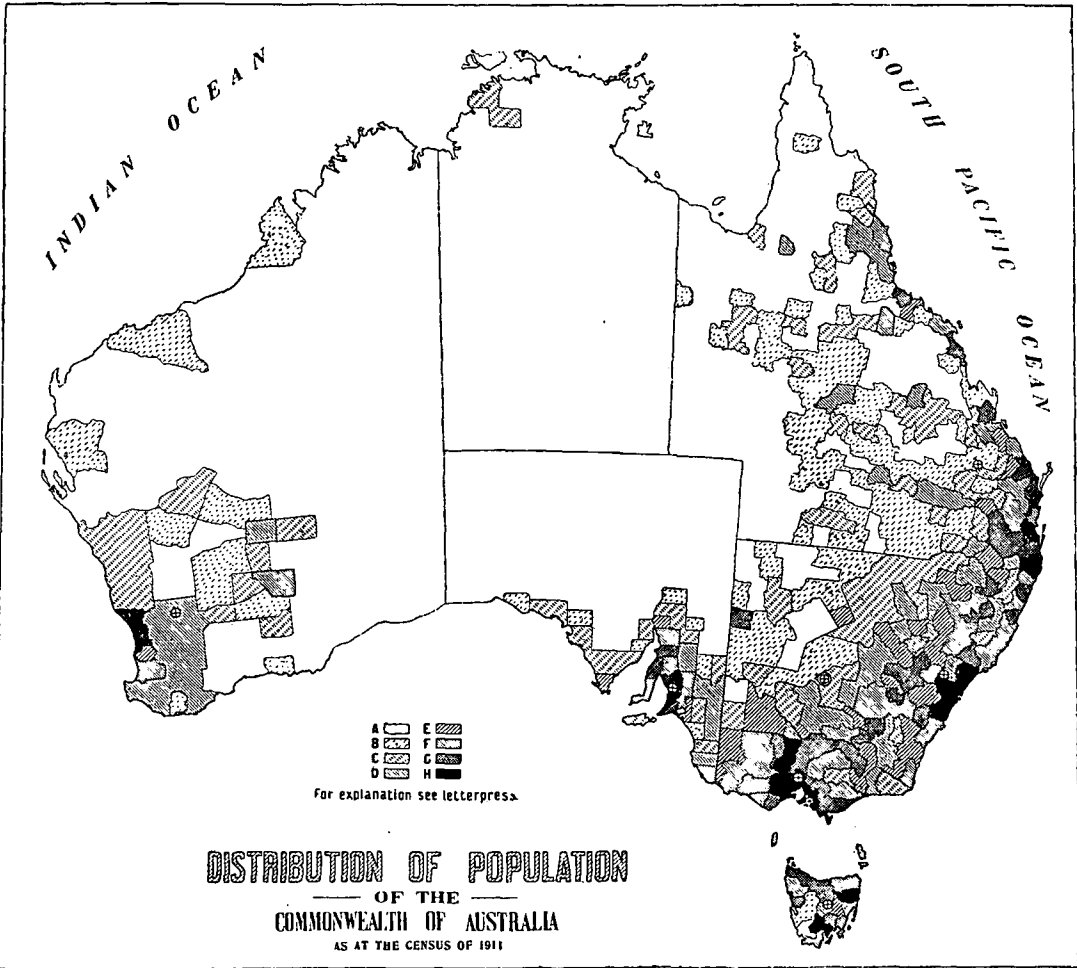 INDIAN OCEAN
SOUTH PACIFIC OCEAN
A E
B F
C G
D H
For explanation see letterpress.
DISTRIBUTION OF POPULATION
OF THE
COMMONWEALTH OF AUSTRALIA
AS AT THE CENSUS OF 1911